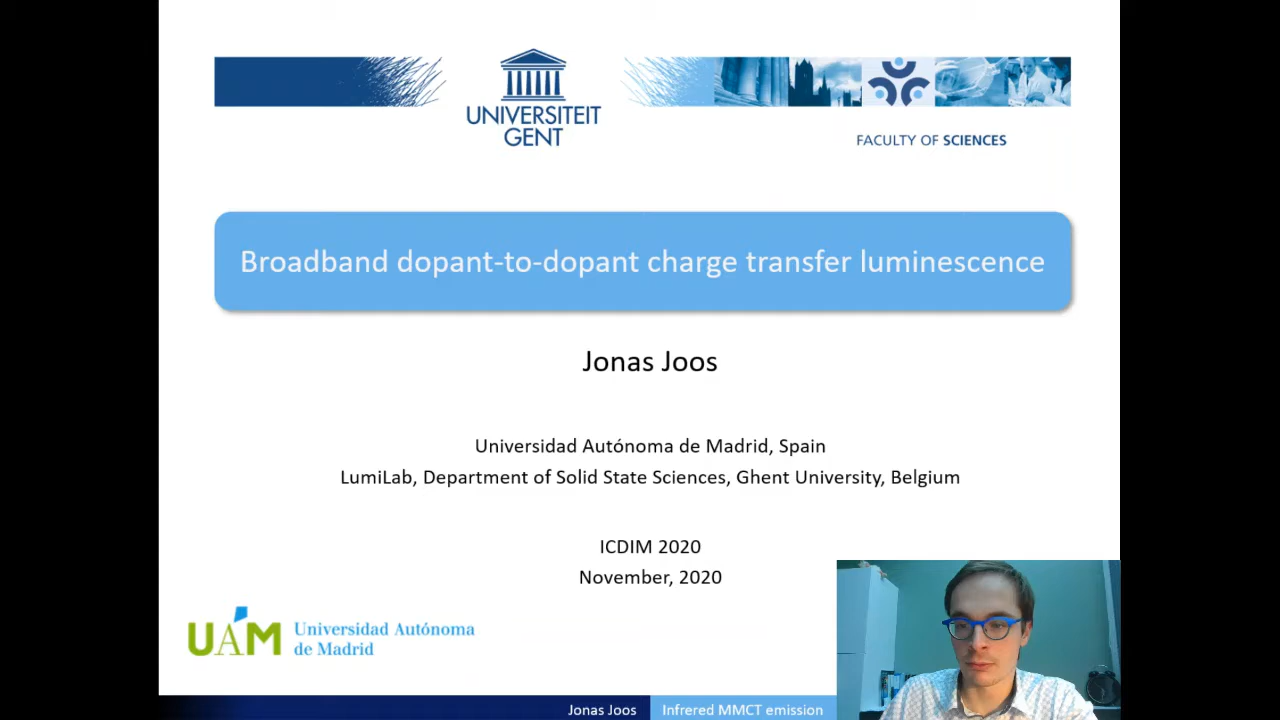 UNIVERSITEIT
GENT
FACULTY OF SCIENCES
Broadband dopant-to-dopant charge transfer luminescence
Jonas Joos
Universidad Autónoma de Madrid, Spain
LumiLab, Department of Solid State Sciences, Ghent University, Belgium
ICDIM 2020
November, 2020
UAM Universidad Autónoma
de Madrid
Jonas Joos Infrered MMCT emission